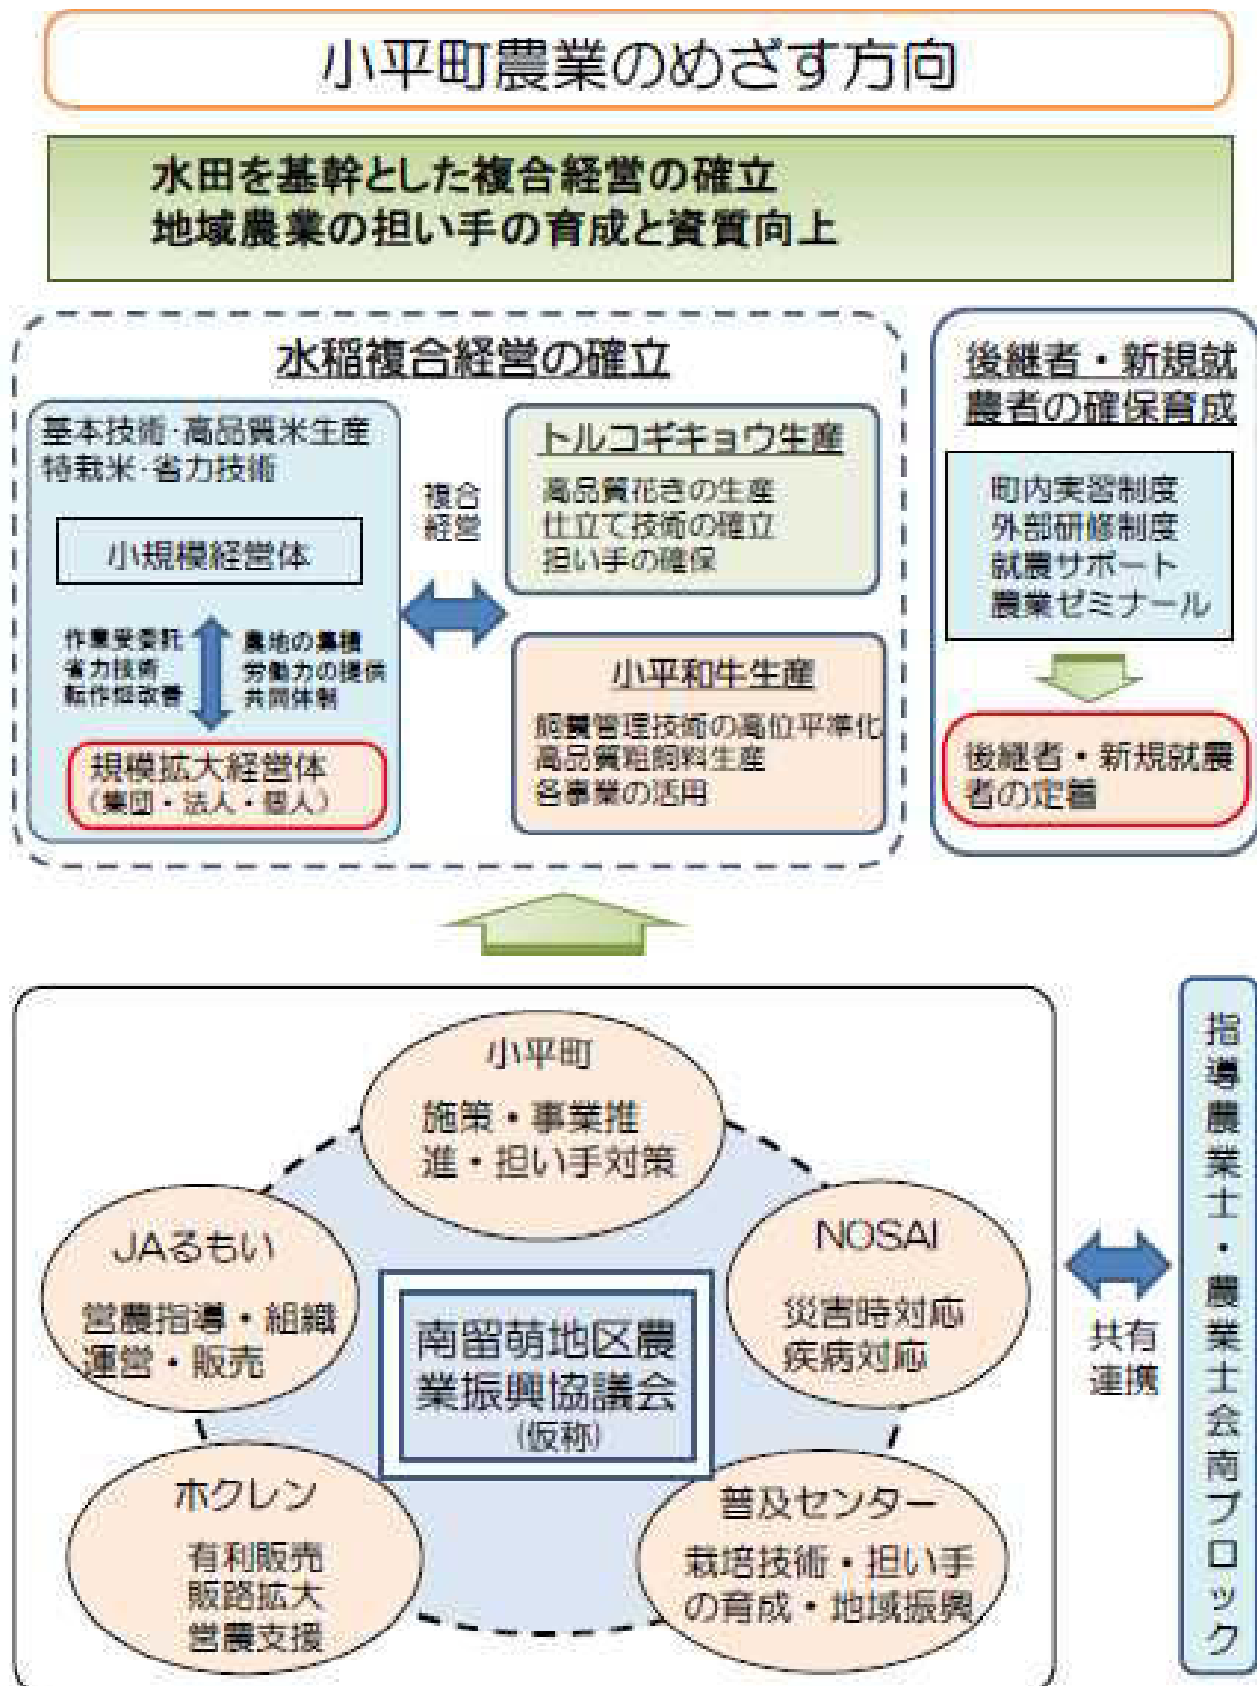 小平町農業のめざす方向
水田を基幹とした複合経営の確立
地域農業の担い手の育成と資質向上
水稲複合経営の確立
基本技術・高品質米生産
特栽米・省力技術
小規模経営体
作業受委託
省力技術
転作畑改善
農地の集積
労働力の提供
共同体制
規模拡大経営体
（集団・法人・個人）
複合
経営
トルコギキョウ生産
高品質花きの生産
仕立て技術の確立
担い手の確保
小平和牛生産
飼養管理技術の高位平準化
高品質粗飼料生産
各事業の活用
後継者・新規就
農者の確保育成
町内実習制度
外部研修制度
就農サポート
農業ゼミナール
後継者・新規就農
者の定着
小平町
施策・事業推
進・担い手対策
JAるもい
営農指導・組織
運営・販売
NOSAI
災害時対応
疾病対応
南留萌地区農
業振興協議会
(仮称)
ホクレン
有利販売
販路拡大
営農支援
普及センター
栽培技術・担い手
の育成・地域振興
共有
連携
指導農業士・農業士会南ブロック